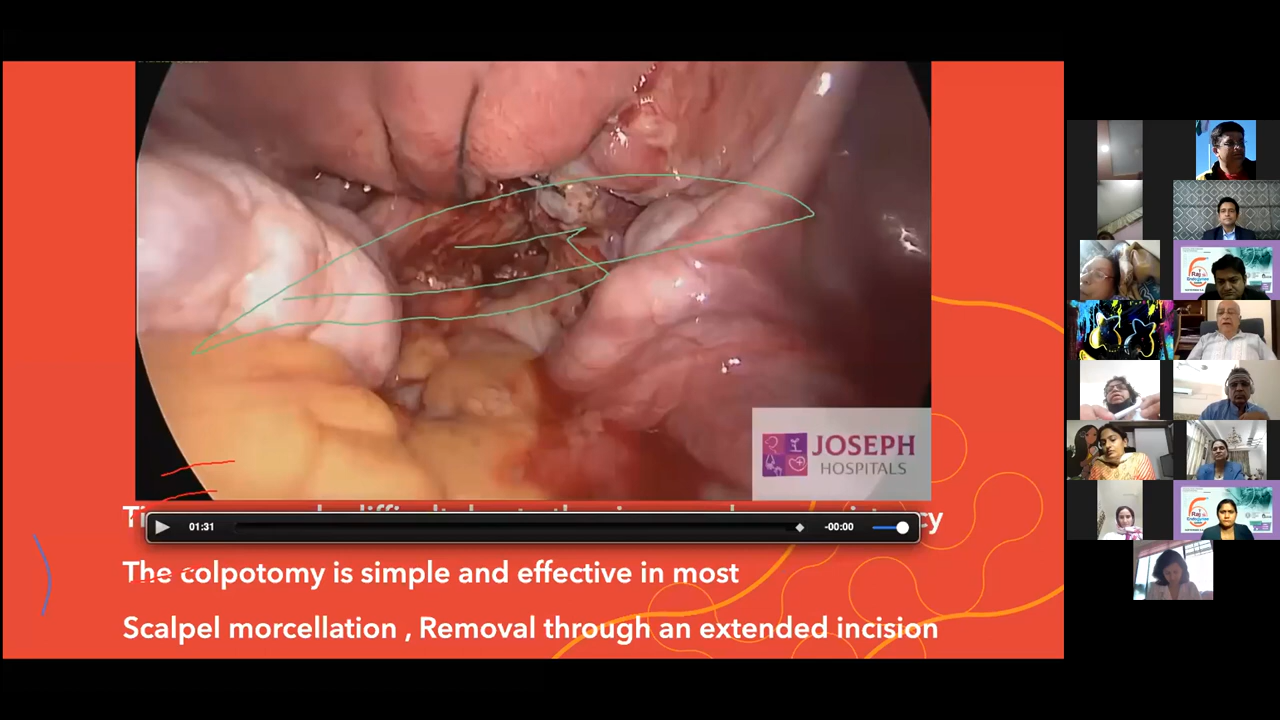 JOSEPH
HOSPITALS
01:31
-00:00
The colpotomy is simple and effective in most
Scalpel morcellation , Removal through an extended incision